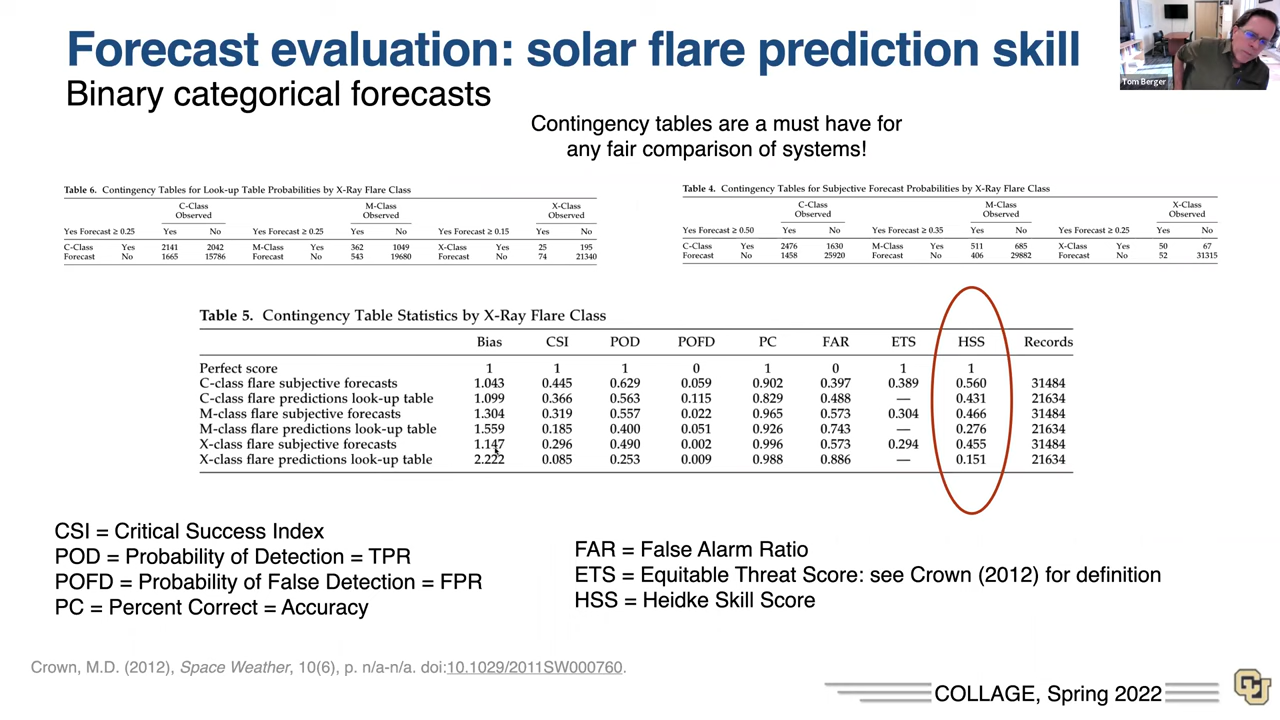 Forecast evaluation: solar flare prediction skill
Tom Berger
Binary categorical forecasts
Contingency tables are a must have for
any fair comparison of systems!
Table 6. Contingency Tables for Look-up Table Probabilities by X-Ray Flare Class
C-Class Observed M-Class Observed X-Class Observed
Yes Forecast ≥ 0.25 Yes No Yes Forecast ≥ 0.25 Yes No Yes Forecast ≥ 0.15 Yes No
C-Class Yes 2141 2042 M-Class Yes 362 1049 X-Class Yes 25 195
Forecast No 1665 15786 Forecast No 543 19680 Forecast No 74 21340
Table 4. Contingency Tables for Subjective Forecast Probabilities by X-Ray Flare Class
C-Class Observed M-Class Observed X-Class Observed
Yes Forecast ≥ 0.50 Yes No Yes Forecast ≥ 0.35 Yes No Yes Forecast ≥ 0.25 Yes No
C-Class Yes 2476 1630 M-Class Yes 511 685 X-Class Yes 50 67
Forecast No 1458 25920 Forecast No 406 29882 Forecast No 52 31315
Table 5. Contingency Table Statistics by X-Ray Flare Class
Bias CSI POD POFD PC FAR ETS HSS Records
Perfect score 1 1 1 0 1 0 1 1
C-class flare subjective forecasts 1.043 0.445 0.629 0.059 0.902 0.397 0.389 0.560 31484
C-class flare predictions look-up table 1.099 0.366 0.563 0.115 0.829 0.488 — 0.431 21634
M-class flare subjective forecasts 1.304 0.319 0.557 0.022 0.965 0.573 0.304 0.466 31484
M-class flare predictions look-up table 1.559 0.185 0.400 0.051 0.926 0.743 — 0.276 21634
X-class flare subjective forecasts 1.147 0.296 0.490 0.002 0.996 0.573 0.294 0.455 31484
X-class flare predictions look-up table 2.222 0.085 0.253 0.009 0.988 0.886 — 0.151 21634
CSI = Critical Success Index
POD = Probability of Detection = TPR
POFD = Probability of False Detection = FPR
PC = Percent Correct = Accuracy
FAR = False Alarm Ratio
ETS = Equitable Threat Score: see Crown (2012) for definition
HSS = Heidke Skill Score
Crown, M.D. (2012), Space Weather, 10(6), p. n/a-n/a. doi:10.1029/2011SW000760.
COLLAGE, Spring 2022
CU